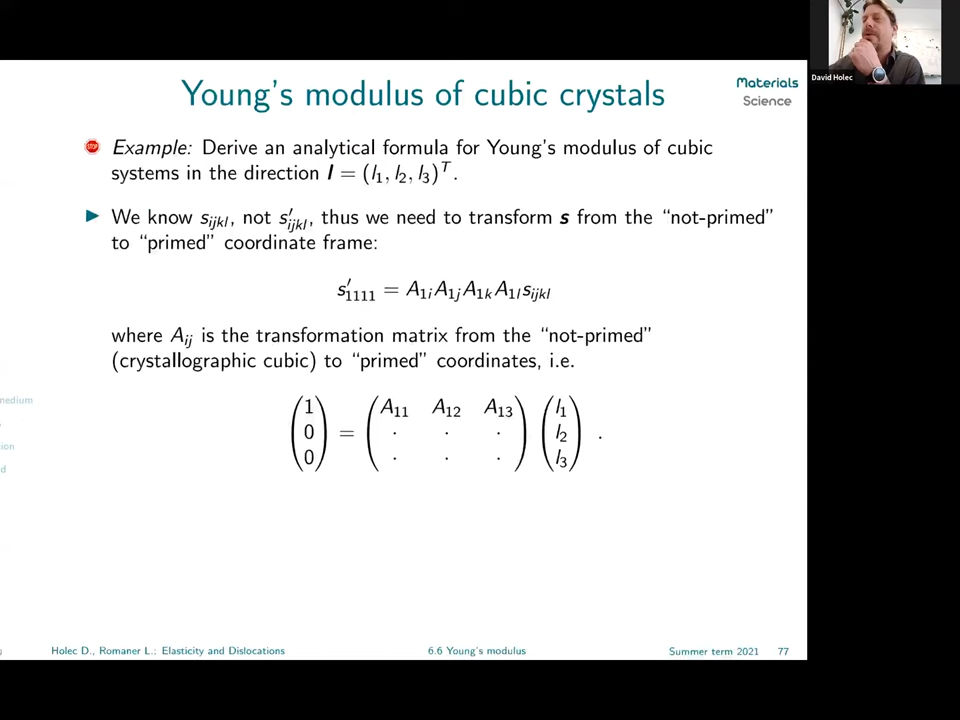 Young's modulus of cubic crystals
Materials
Science
David Holec
STOP
Example: Derive an analytical formula for Young's modulus of cubic
systems in the direction l = (l₁, l₂, l₃)ᵀ.
We know sᵢⱼₖₗ, not s′ᵢⱼₖₗ, thus we need to transform s from the “not-primed”
to “primed” coordinate frame:
s′₁₁₁₁ = A₁ᵢA₁ⱼA₁ₖA₁ₗsᵢⱼₖₗ
where Aᵢⱼ is the transformation matrix from the “not-primed”
(crystallographic cubic) to “primed” coordinates, i.e.
(1 0 0) = (A₁₁ A₁₂ A₁₃ · · · · · ·) (l₁ l₂ l₃) .
medium
Holec D., Romaner L.: Elasticity and Dislocations
6.6 Young's modulus
Summer term 2021 77